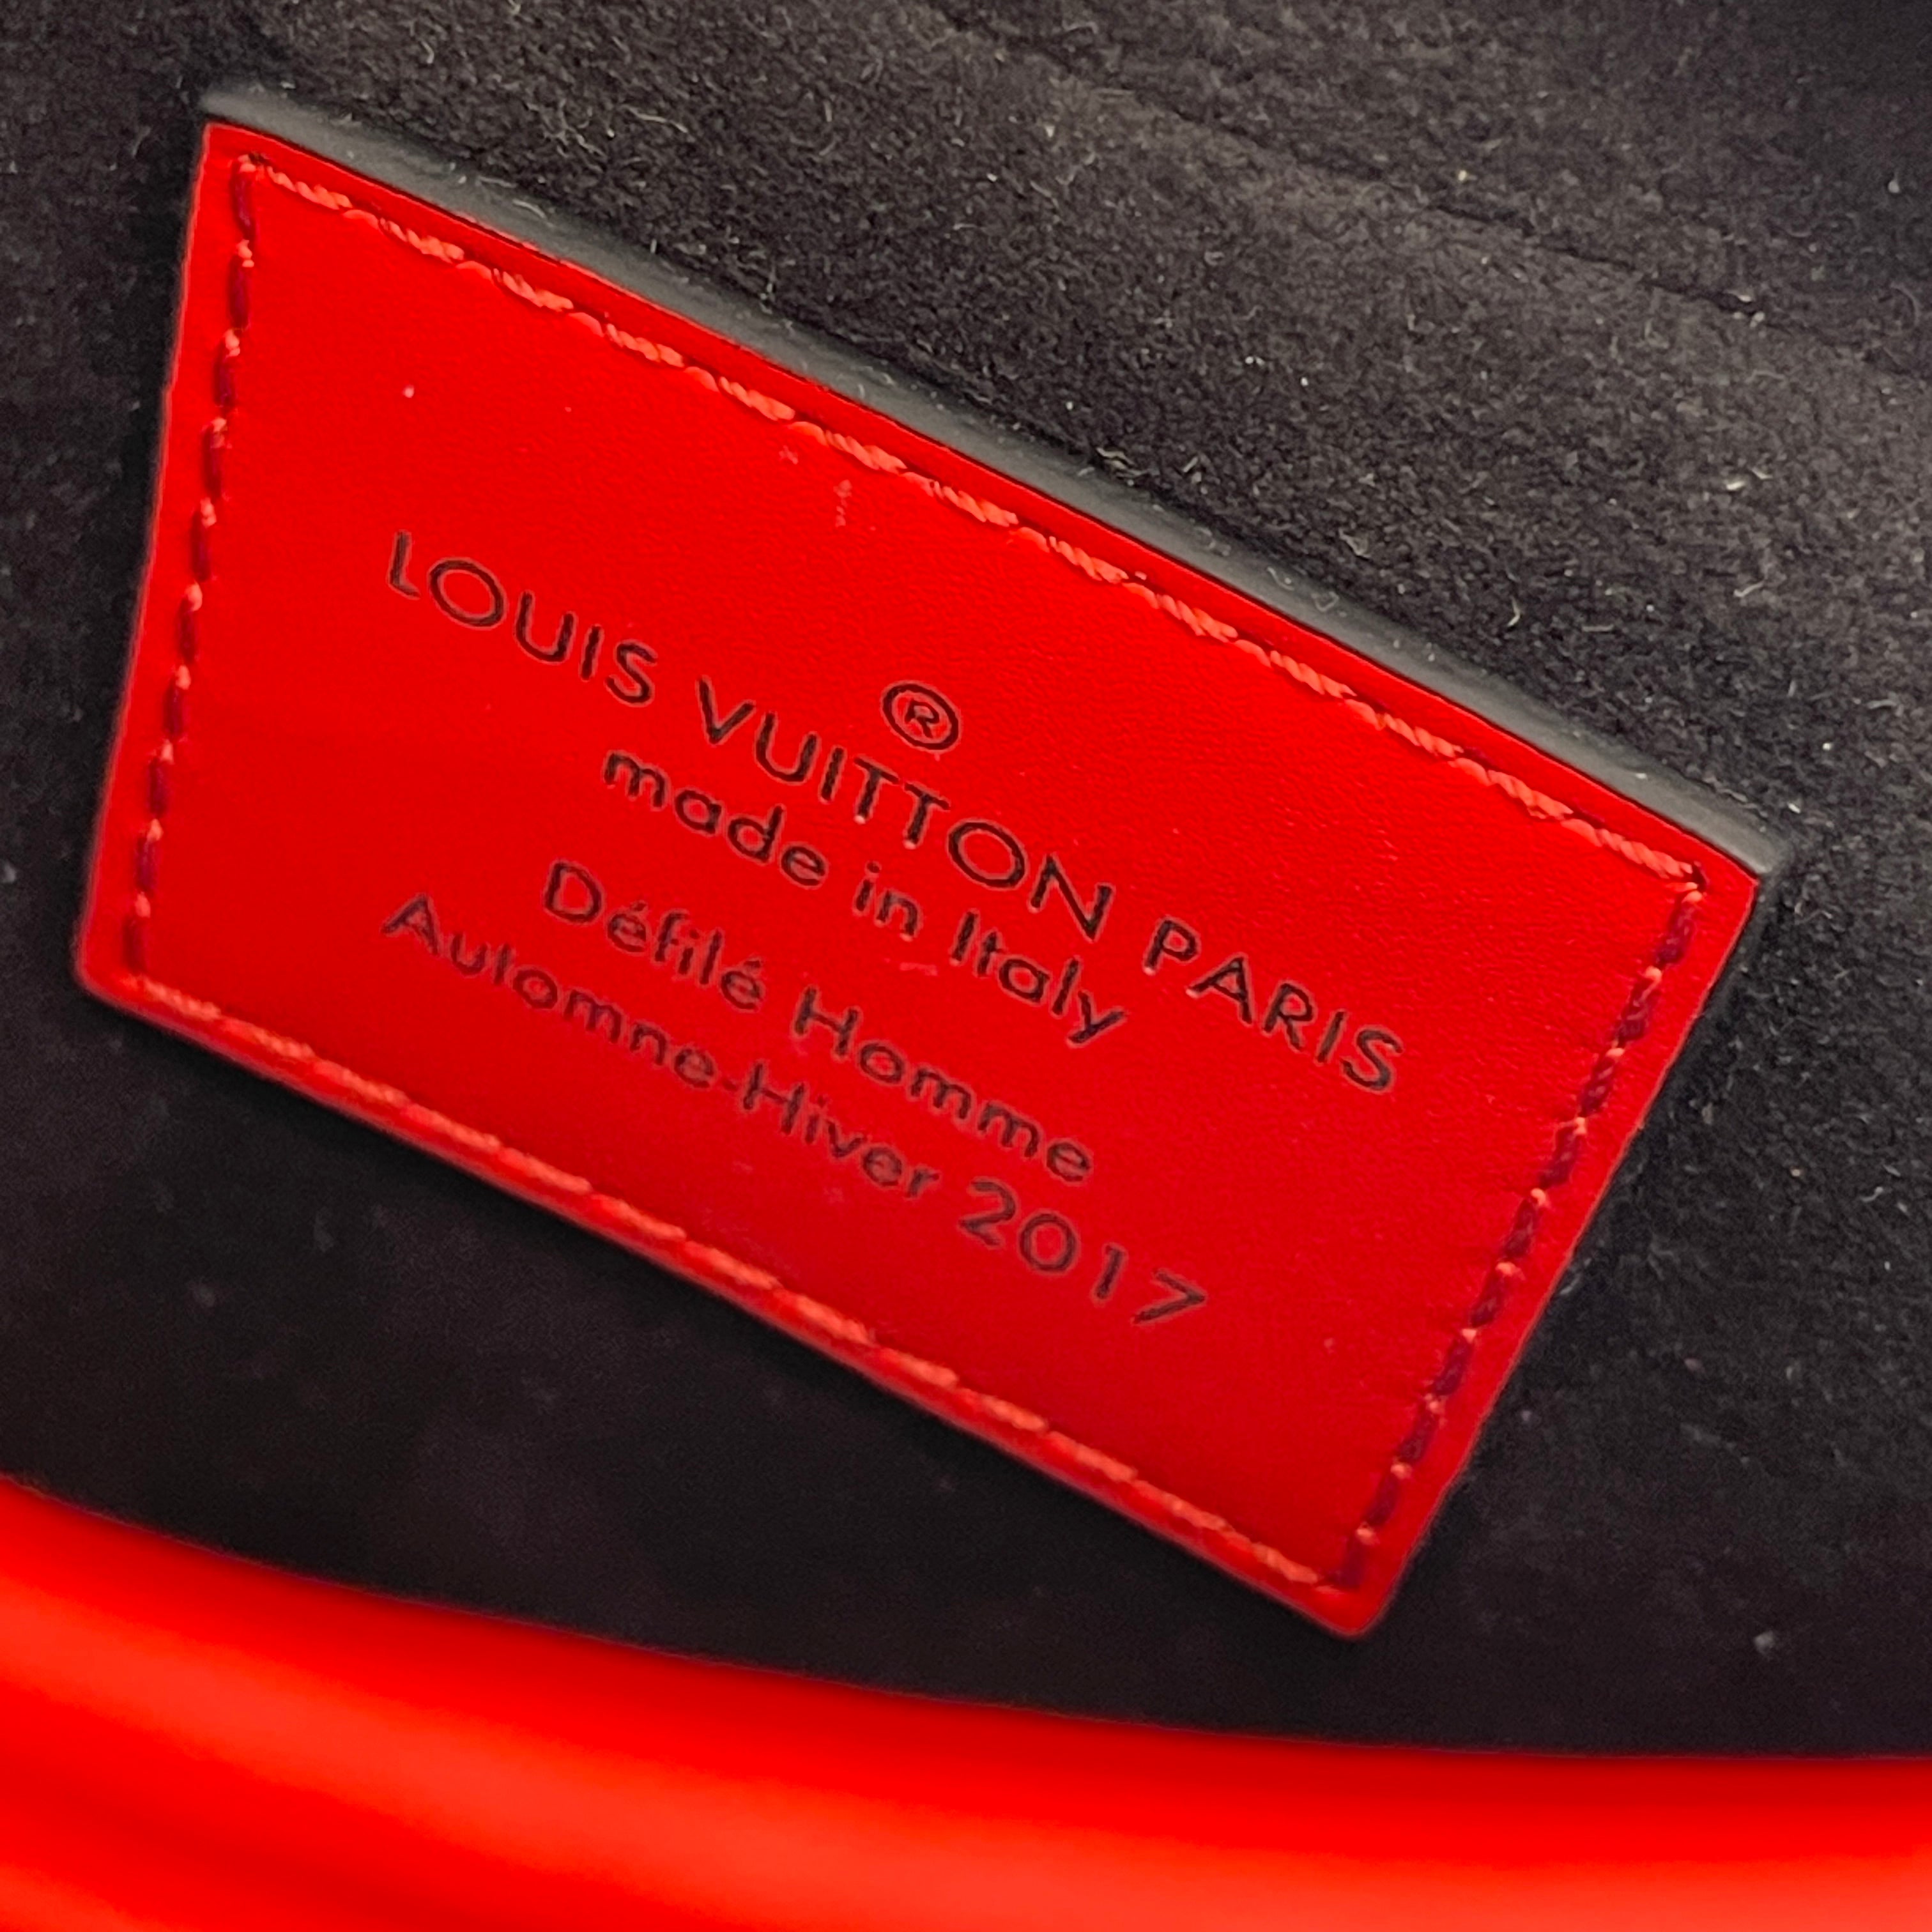 ®
LOUIS VUITTON PARIS
made in Italy
Défilé Homme
Automne-Hiver 2017